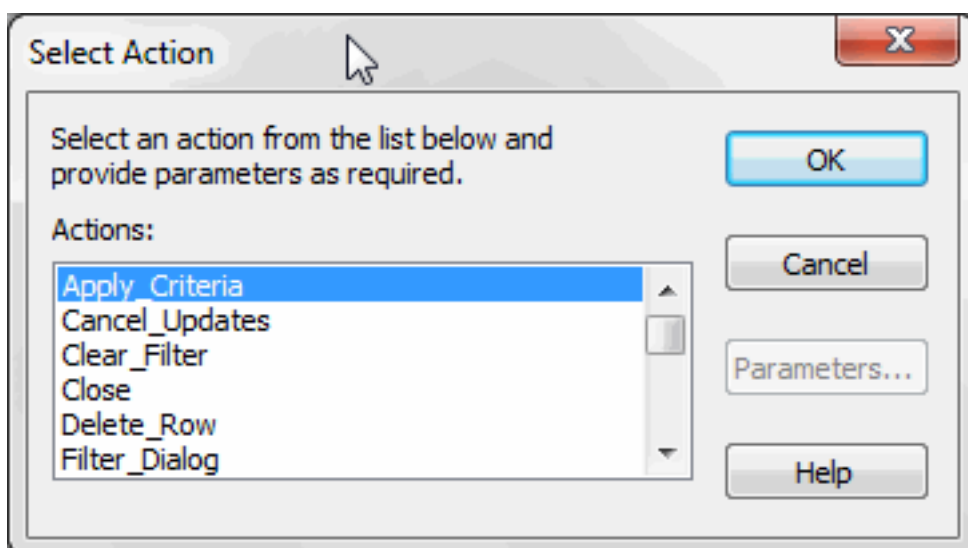 Select Action
Select an action from the list below and
provide parameters as required.
OK
Actions:
Cancel
Apply_Criteria
Cancel_Updates
Clear_Filter
Close
Delete_Row
Filter_Dialog
Parameters...
Help